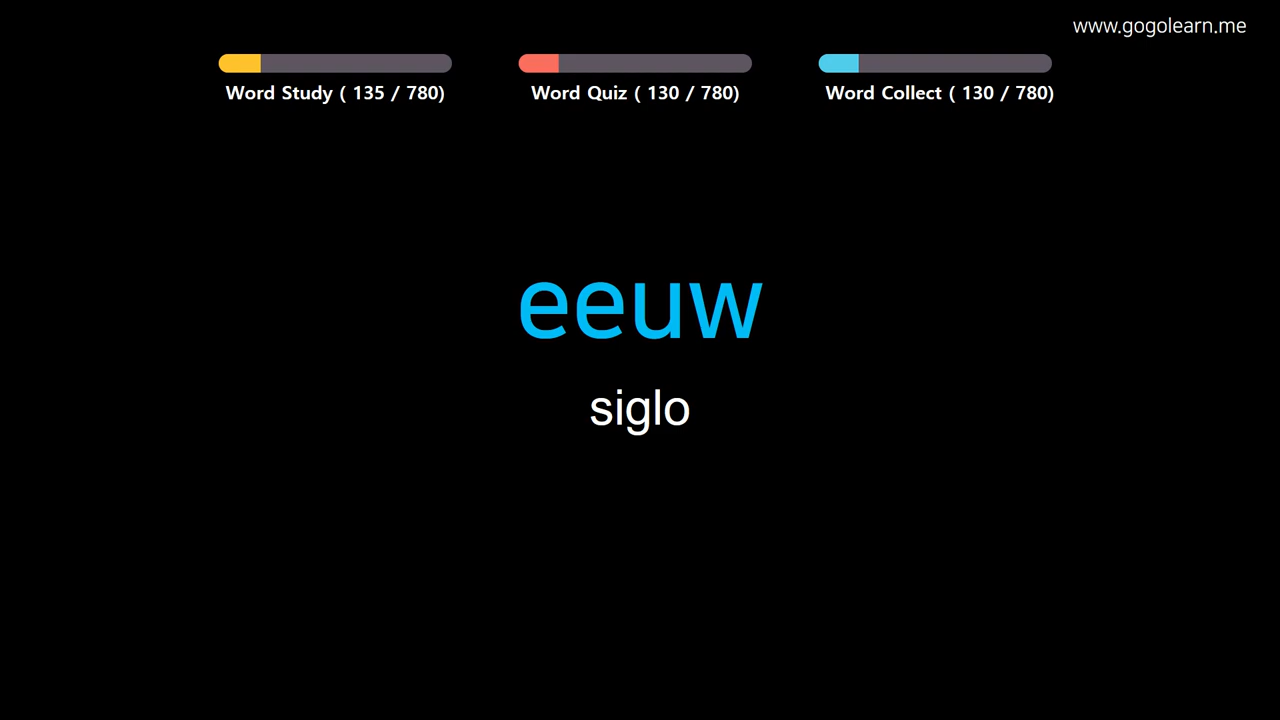 www.gogolearn.me
Word Study ( 135 / 780)
Word Quiz ( 130 / 780)
Word Collect ( 130 / 780)
eeuw
siglo